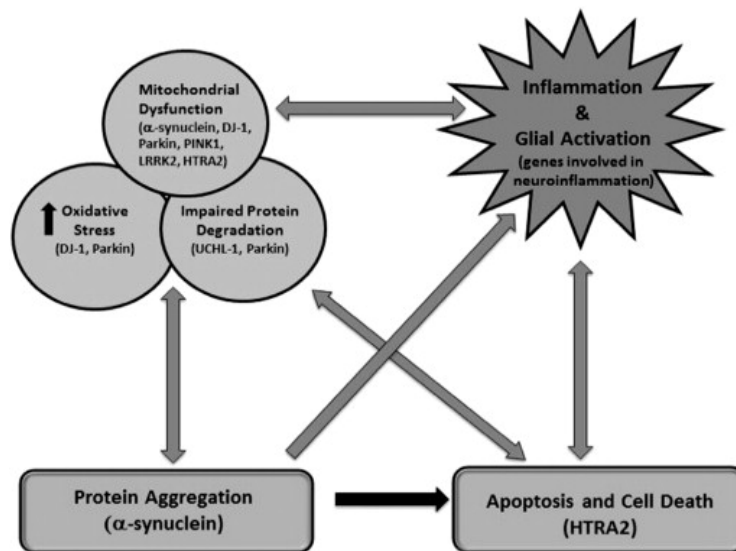 Mitochondrial
Dysfunction
(α-synuclein, DJ-1,
Parkin, PINK1,
LRRK2, HTRA2)
Oxidative
Stress
(DJ-1, Parkin)
Impaired Protein
Degradation
(UCHL-1, Parkin)
Inflammation
&
Glial Activation
(genes involved in
neuroinflammation)
Protein Aggregation
(α-synuclein)
Apoptosis and Cell Death
(HTRA2)